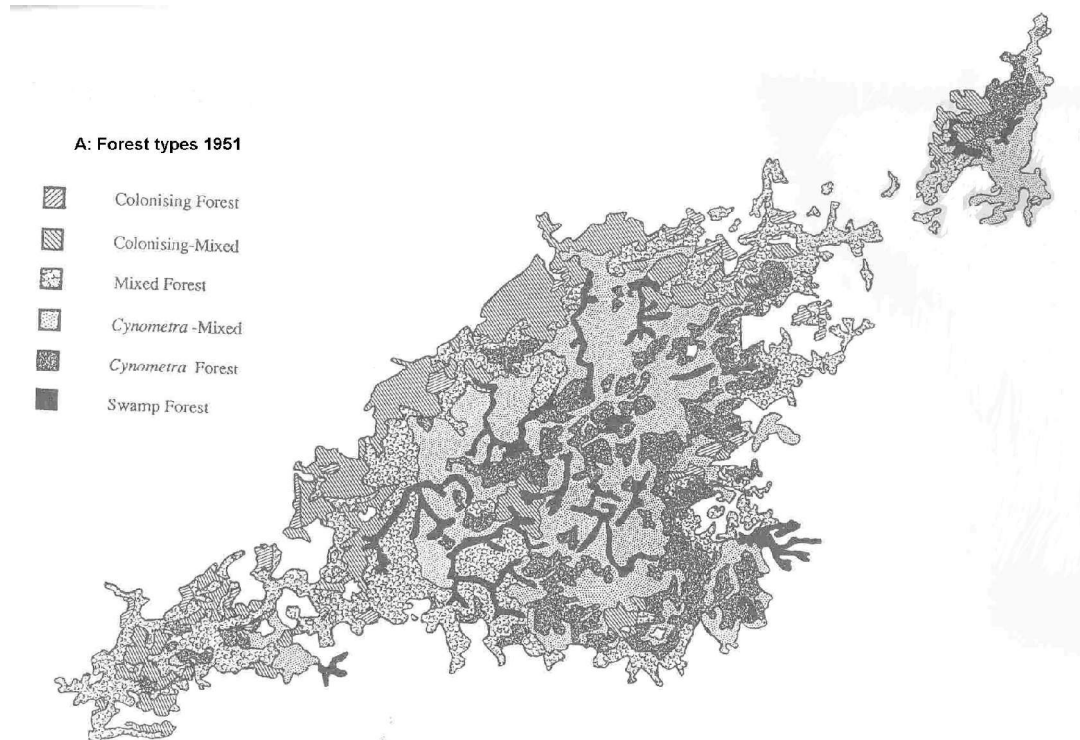 A: Forest types 1951
Colonising Forest
Colonising-Mixed
Mixed Forest
Cynometra -Mixed
Cynometra Forest
Swamp Forest